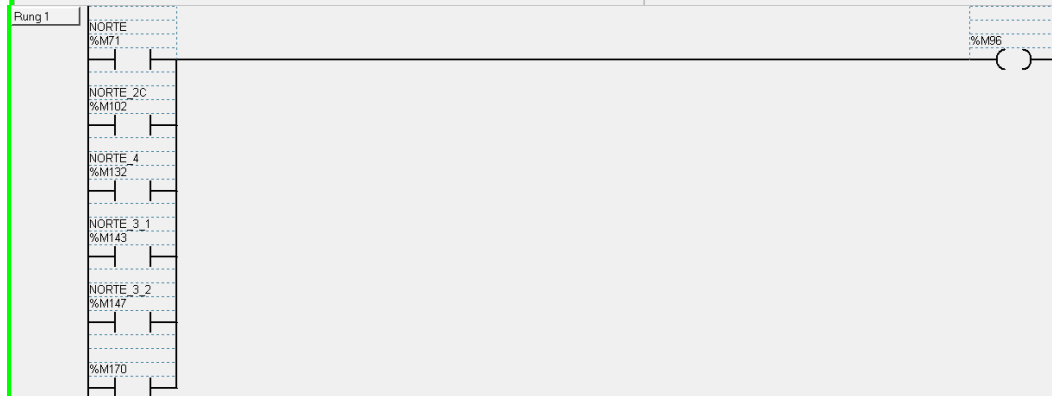 Rung 1
NORTE
%M71
%M96
NORTE_2C
%M102
NORTE_4
%M132
NORTE_3_1
%M143
NORTE_3_2
%M147
%M170